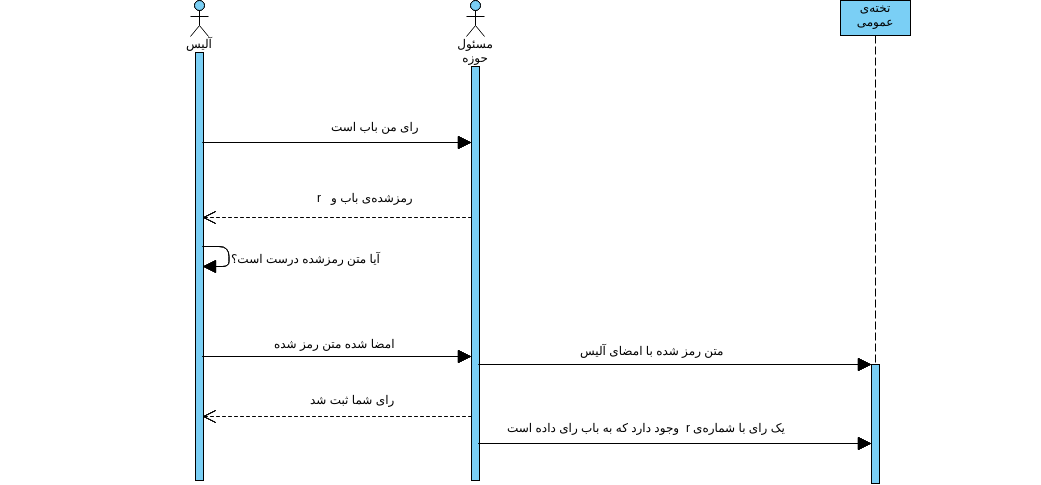 آلیس
مسئول
حوزه
تخته‌ی
عمومی
رای من باب است
رمزشده‌ی باب و r
آیا متن رمزشده درست است؟
امضا شده متن رمز شده
متن رمز شده با امضای آلیس
رای شما ثبت شد
یک رای با شماره‌ی r وجود دارد که به باب رای داده است